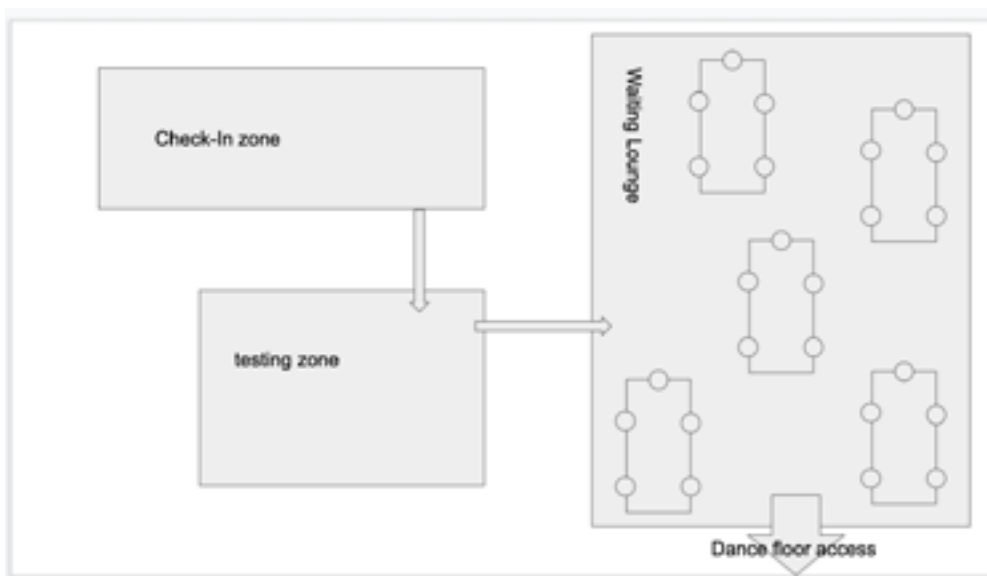 Check-In zone
Waiting Lounge
testing zone
Dance floor access